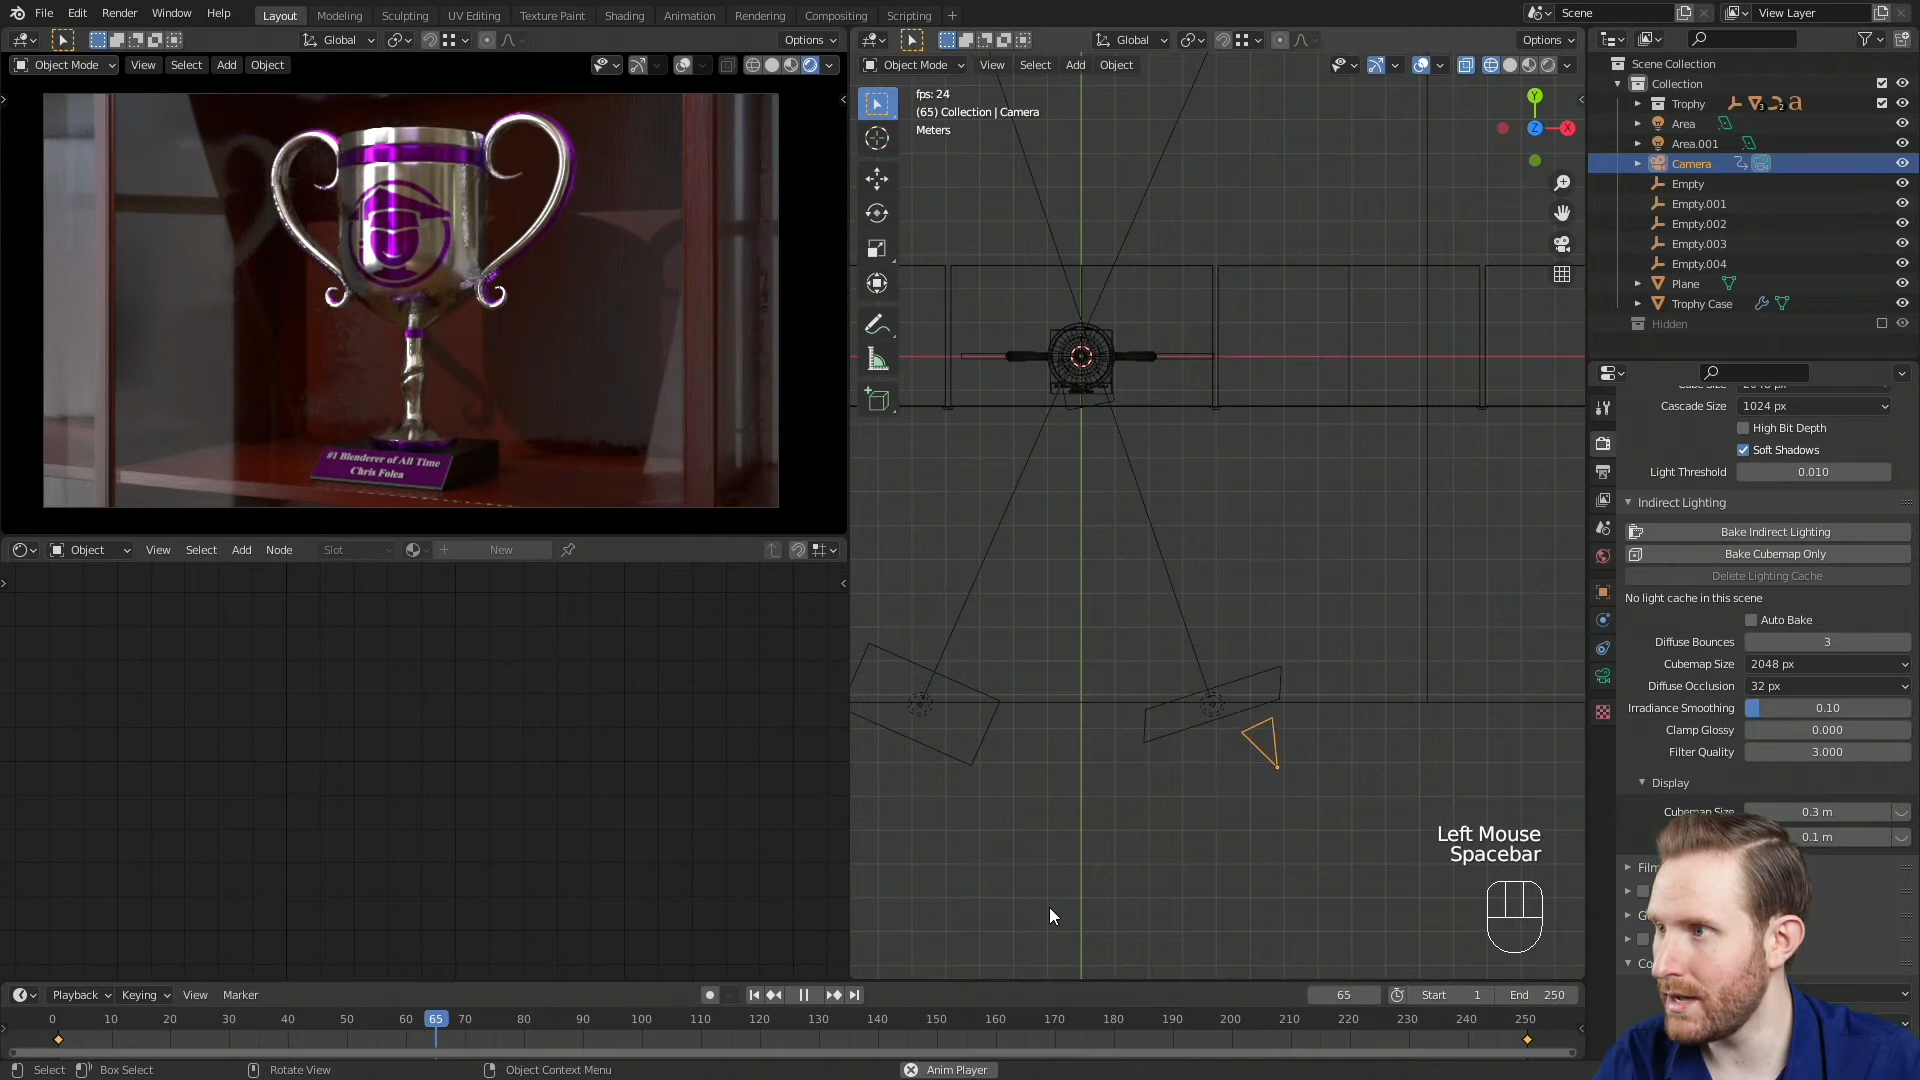 File Edit Render Window Help Layout Modeling Sculpting UV Editing Texture Paint Shading Animation Rendering Compositing Scripting + Scene View Layer
Global Options Global Options
Object Mode View Select Add Object Object Mode View Select Add Object
Scene Collection
Collection
Trophy
Area
Area.001
Camera
Empty
Empty.001
Empty.002
Empty.003
Empty.004
Plane
Trophy Case
Hidden
fps: 24
(65) Collection | Camera
Meters
Y
Z
X
#1 Blenderer of All Time
Chris Folea
Cascade Size 1024 px
High Bit Depth
Soft Shadows
Light Threshold 0.010
Indirect Lighting
Bake Indirect Lighting
Bake Cubemap Only
Delete Lighting Cache
No light cache in this scene
Auto Bake
Diffuse Bounces 3
Cubemap Size 2048 px
Diffuse Occlusion 32 px
Irradiance Smoothing 0.10
Clamp Glossy 0.000
Filter Quality 3.000
Display
Cubemap Size 0.3 m
0.1 m
Object View Select Add Node Slot New
Left Mouse
Spacebar
Playback Keying View Marker 65 Start 1 End 250
0 10 20 30 40 50 60 65 70 80 90 100 110 120 130 140 150 160 170 180 190 200 210 220 230 240 250
Select Box Select Rotate View Object Context Menu Anim Player